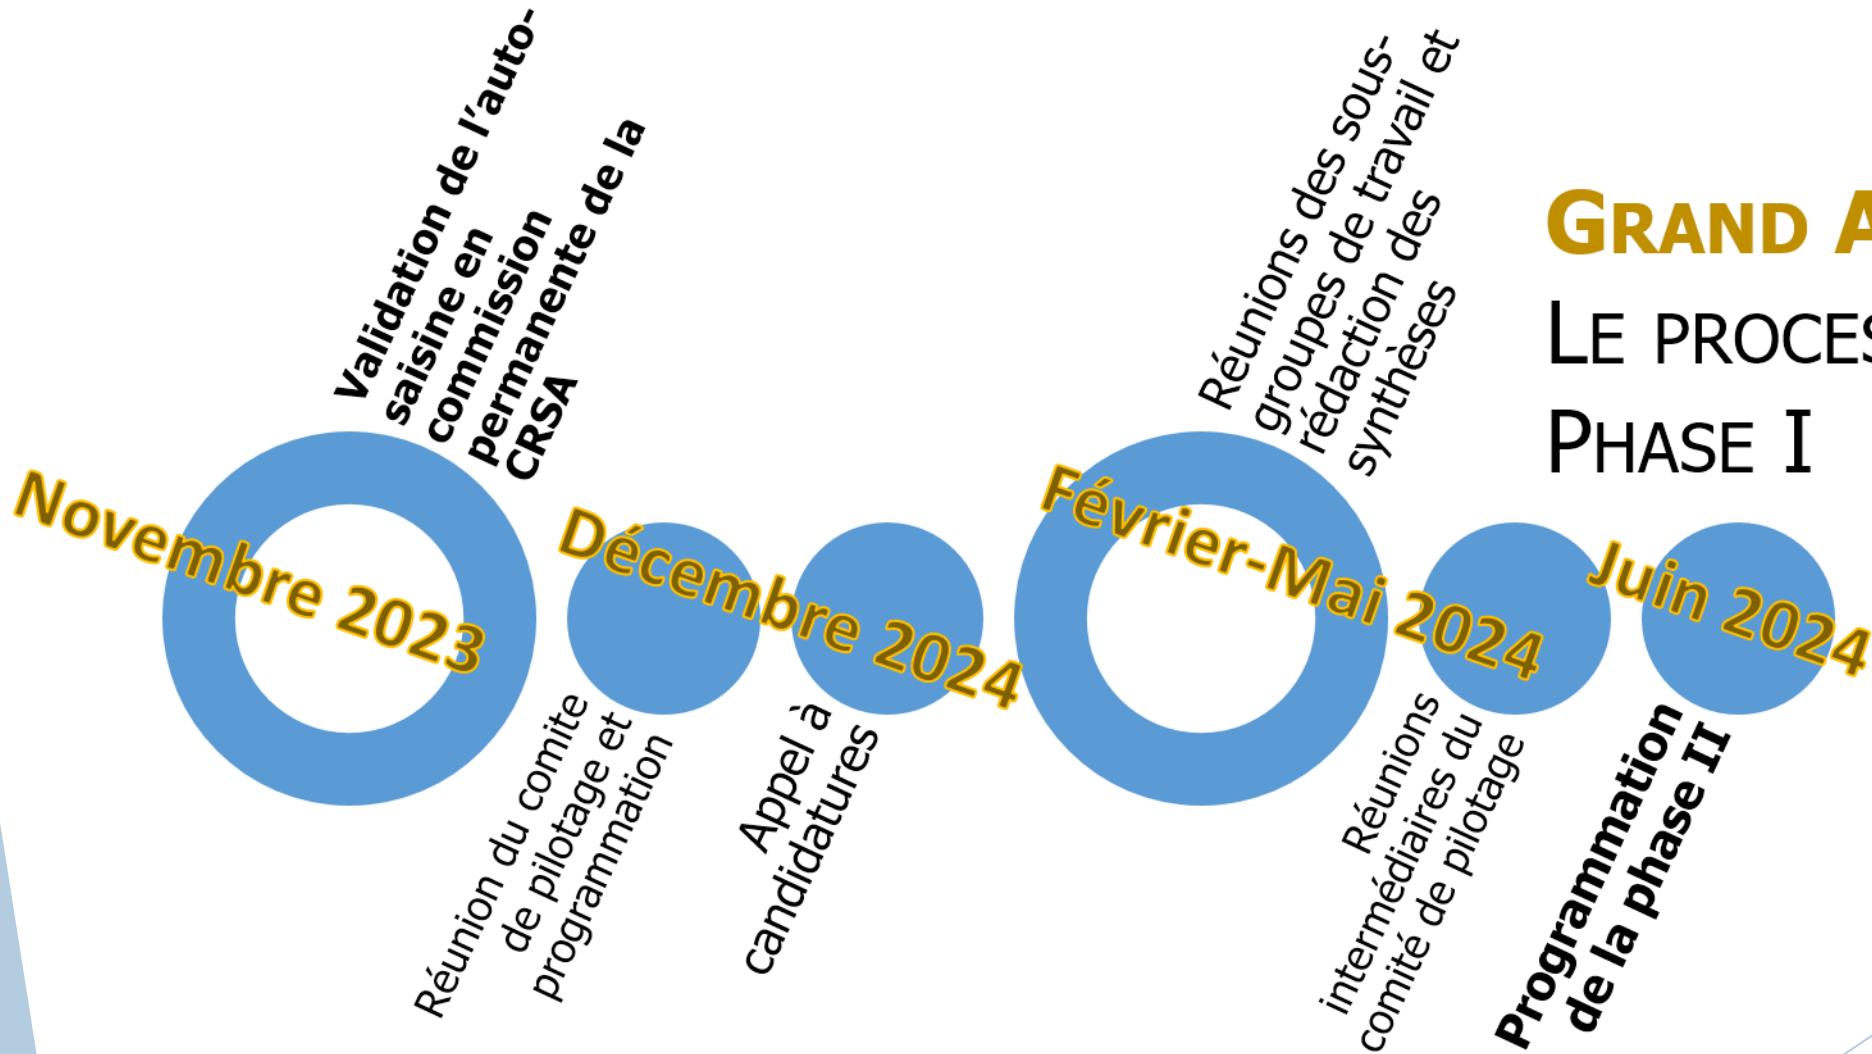 Validation de l'auto-
saisine en
commission
permanente de la
CRSA
Novembre 2023
Réunion du comite
de pilotage et
programmation
Décembre 2024
Appel à
candidatures
Réunions des sous-
groupes de travail et
rédaction des
synthèses
Février-Mai 2024
Réunions
intermédiaires du
comité de pilotage
Juin 2024
Programmation
de la phase II
GRAND A
LE PROCES
PHASE I